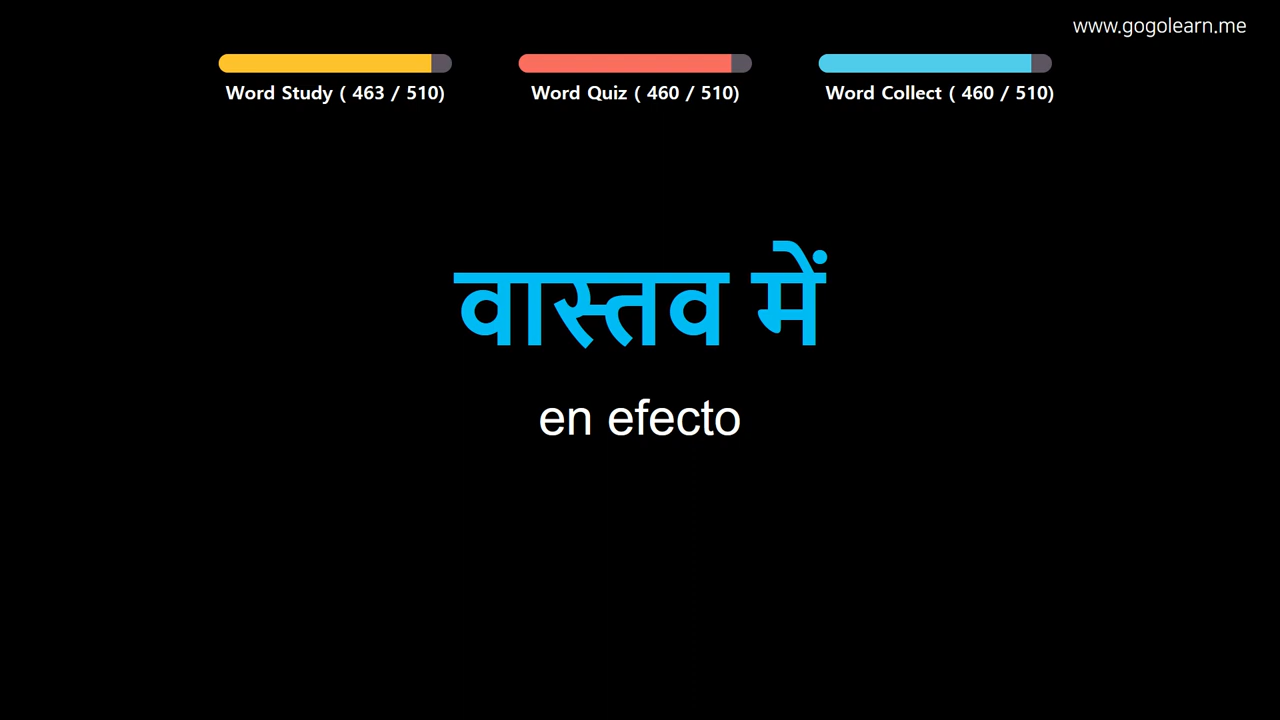 www.gogolearn.me
Word Study ( 463 / 510)
Word Quiz ( 460 / 510)
Word Collect ( 460 / 510)
वास्तव में
en efecto